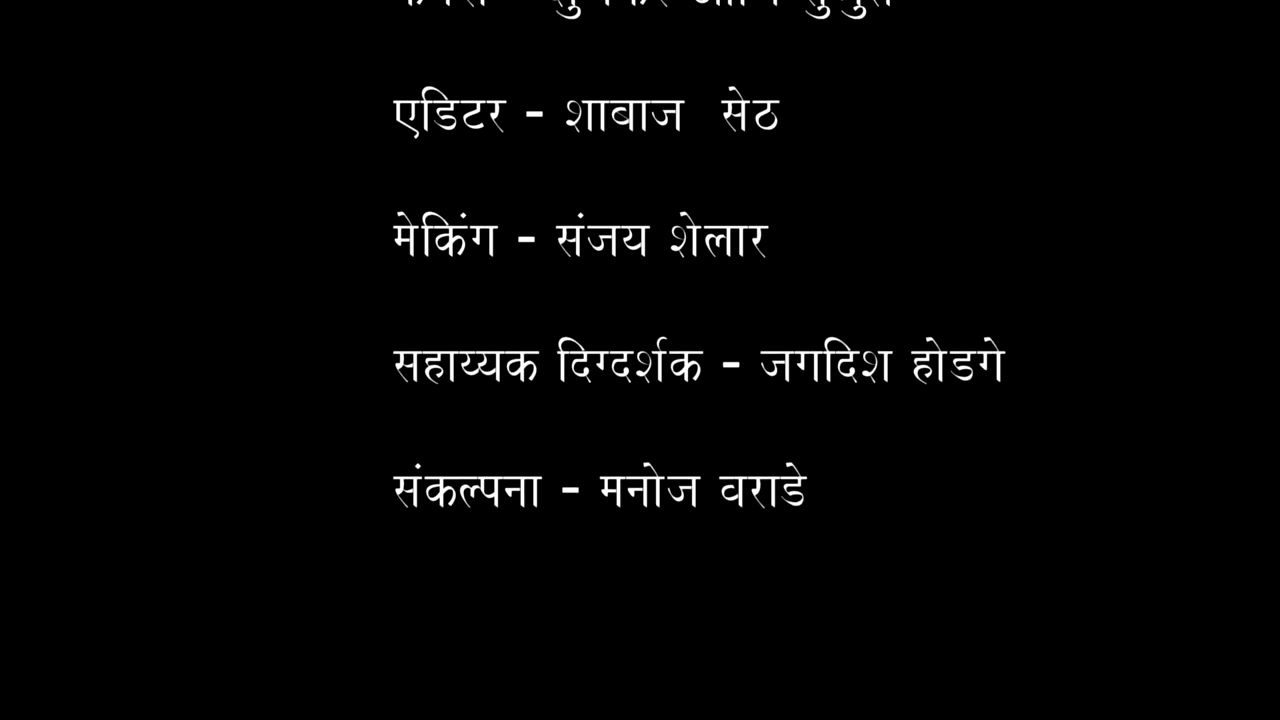 एडिटर - शाबाज सेठ
मेकिंग - संजय शेलार
सहाय्यक दिग्दर्शक - जगदिश होडगे
संकल्पना - मनोज वराडे